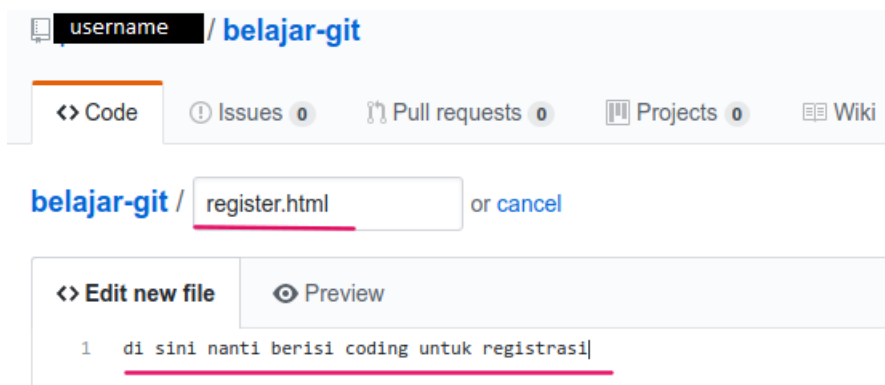 username / belajar-git
Code Issues 0 Pull requests 0 Projects 0 Wiki
belajar-git / register.html or cancel
Edit new file Preview
1 di sini nanti berisi coding untuk registrasi